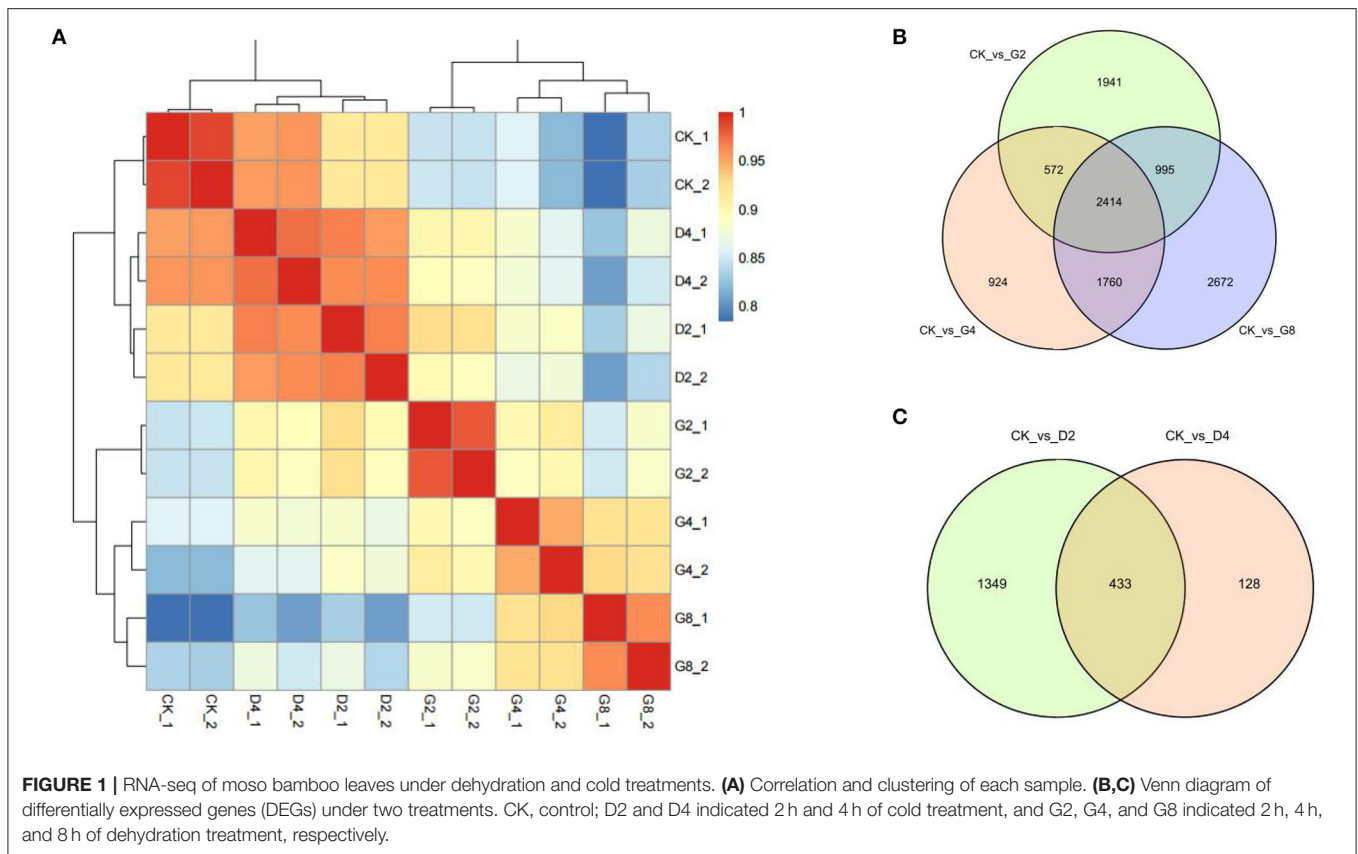 A
1
0.95
0.9
0.85
0.8
CK_1
CK_2
D4_1
D4_2
D2_1
D2_2
G2_1
G2_2
G4_1
G4_2
G8_1
G8_2
CK_1
CK_2
D4_1
D4_2
D2_1
D2_2
G2_1
G2_2
G4_1
G4_2
G8_1
G8_2
B
CK_vs_G2
1941
572
995
2414
924
1760
2672
CK_vs_G4
CK_vs_G8
C
CK_vs_D2
CK_vs_D4
1349
433
128
FIGURE 1 | RNA-seq of moso bamboo leaves under dehydration and cold treatments. (A) Correlation and clustering of each sample. (B,C) Venn diagram of
differentially expressed genes (DEGs) under two treatments. CK, control; D2 and D4 indicated 2 h and 4 h of cold treatment, and G2, G4, and G8 indicated 2 h, 4 h,
and 8 h of dehydration treatment, respectively.